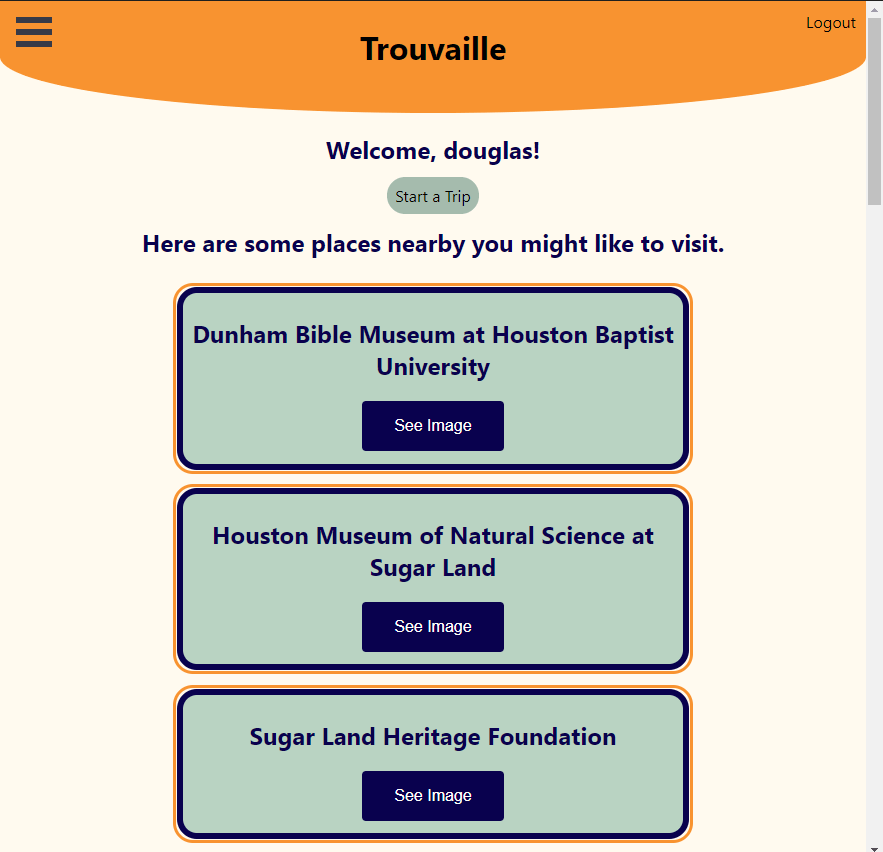 Logout
Trouvaille
Welcome, douglas!
Start a Trip
Here are some places nearby you might like to visit.
Dunham Bible Museum at Houston Baptist
University
See Image
Houston Museum of Natural Science at
Sugar Land
See Image
Sugar Land Heritage Foundation
See Image